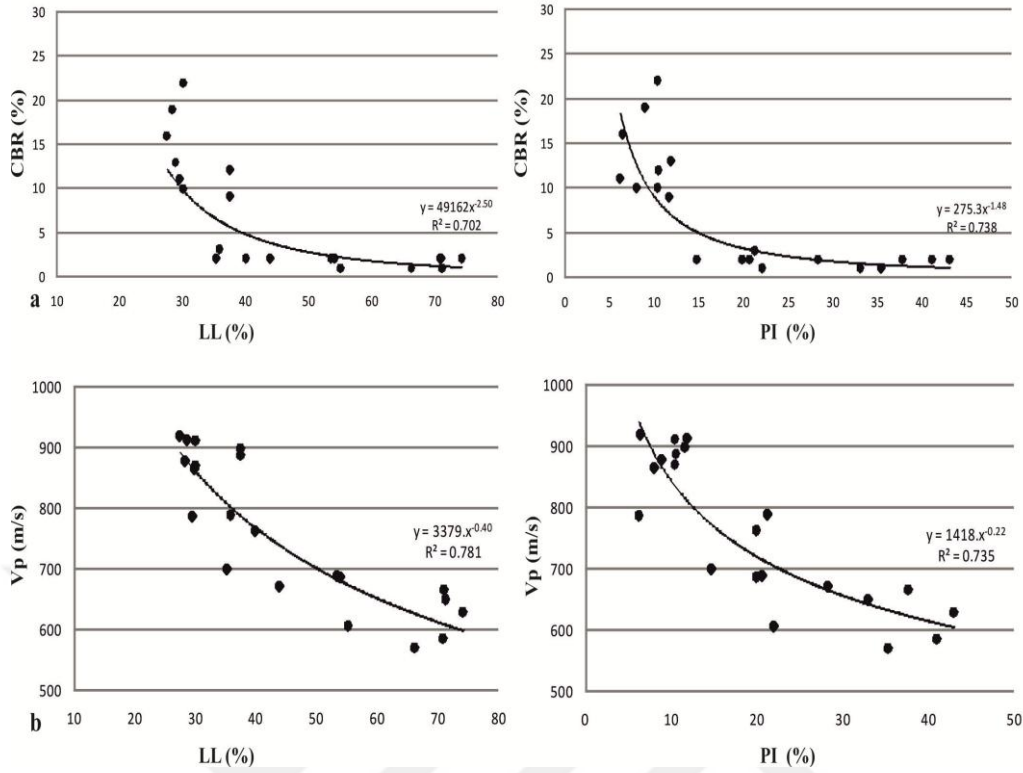 30
25
20
15
10
5
0
CBR (%)
y = 49162x^-2.50
R² = 0.702
10 20 30 40 50 60 70 80
a
LL (%)
30
25
20
15
10
5
0
CBR (%)
y = 275.3x^-1.48
R² = 0.738
0 5 10 15 20 25 30 35 40 45 50
PI (%)
1000
900
800
700
600
500
Vp (m/s)
y = 3379.x^-0.40
R² = 0.781
10 20 30 40 50 60 70 80
b
LL (%)
1000
900
800
700
600
500
Vp (m/s)
y = 1418.x^-0.22
R² = 0.735
0 10 20 30 40 50
PI (%)